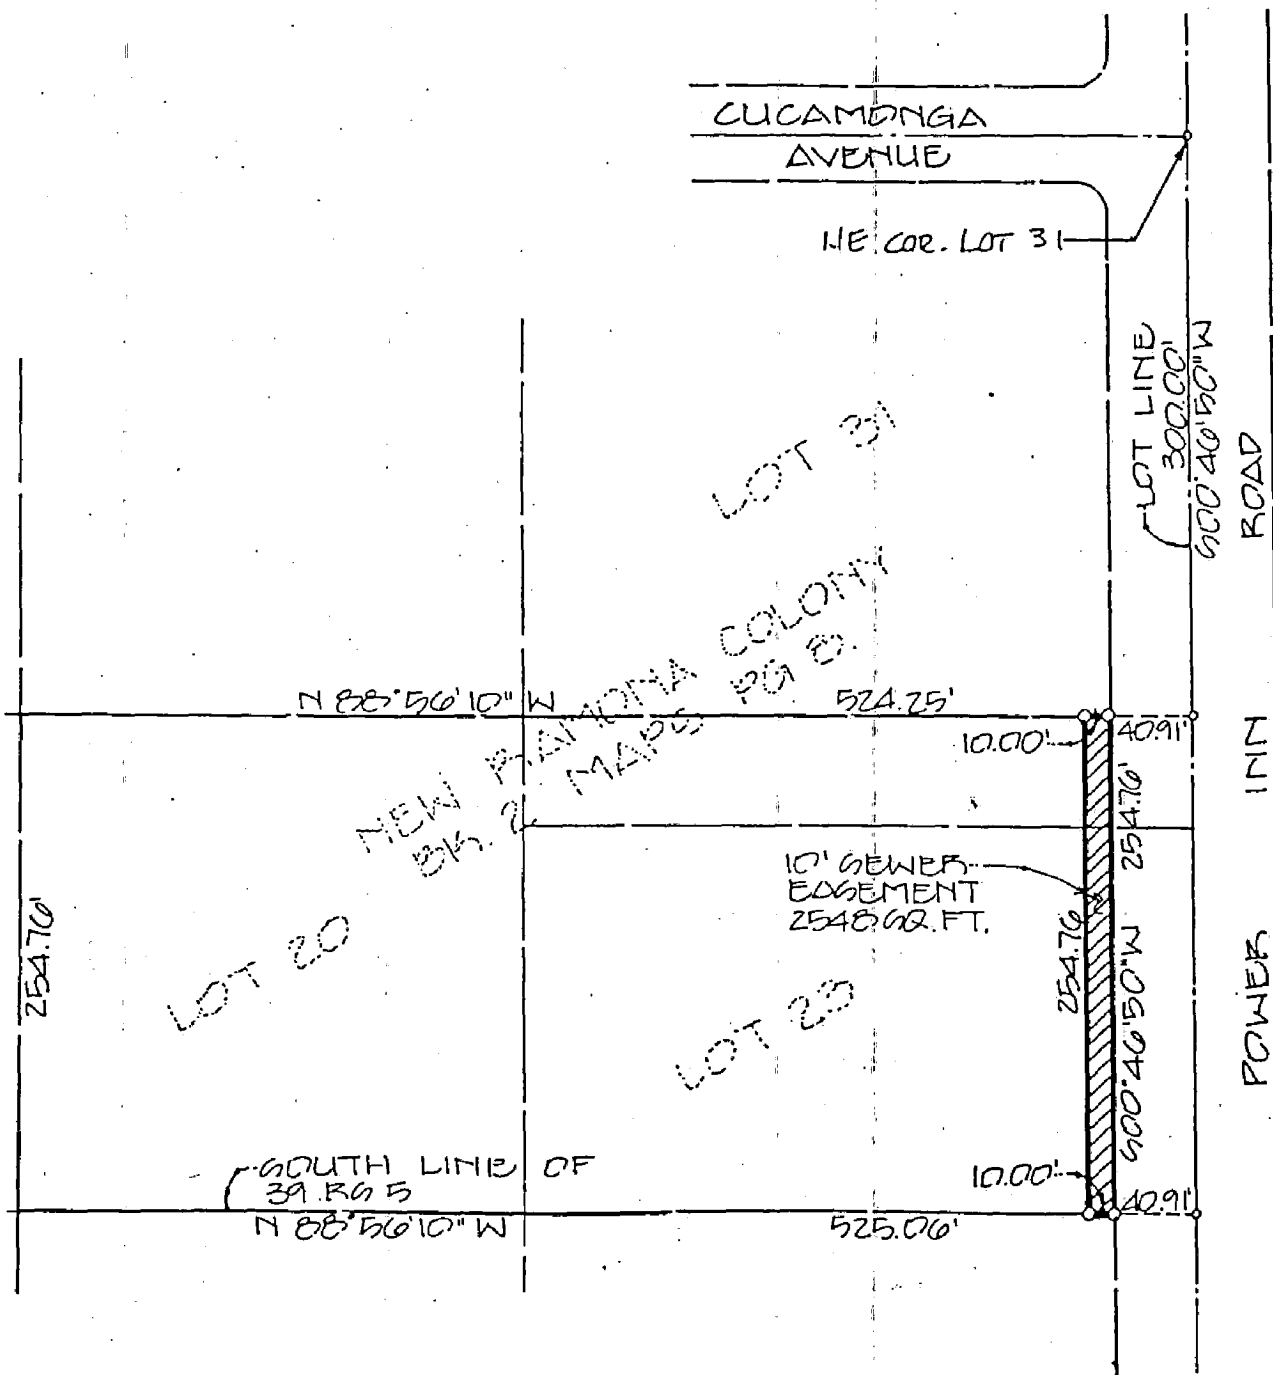 CUCAMONGA
AVENUE
NE COR. LOT 31
LOT LINE
300.00'
S00°46'50"W
ROAD
LOT 31
NEW RAMONA COLONY
BK. 2 MAPS PG 8.
N 88°56'10" W
524.25'
10.00'
40.91'
INN
254.76'
10' SEWER
EASEMENT
2548 SQ. FT.
254.76'
254.76
S00°46'50"W
POWER
LOT 20
LOT 23
SOUTH LINE OF
39 RS 5
N 88°56'10" W
525.06'
10.00'
40.91'